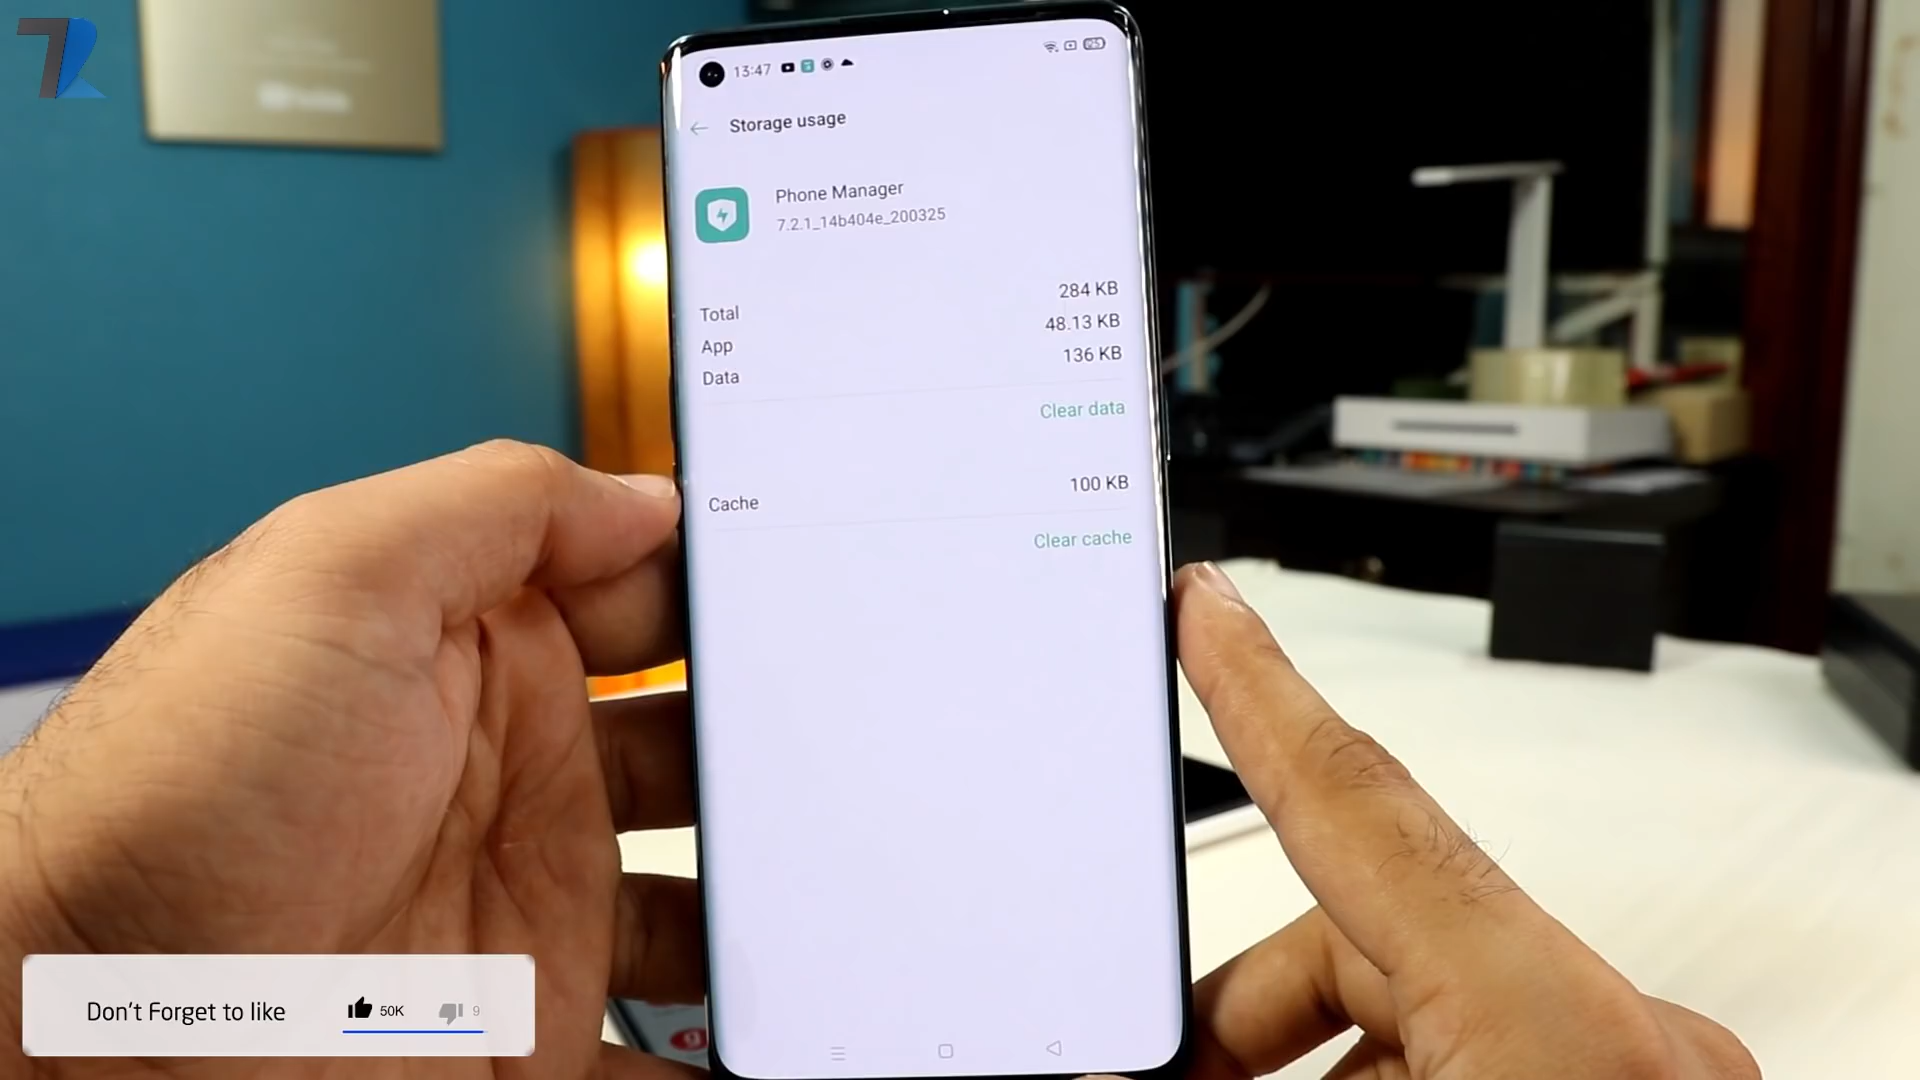 13:47
Storage usage
Phone Manager
7.2.1_14b404e_200325
Total 284 KB
App 48.13 KB
Data 136 KB
Clear data
Cache 100 KB
Clear cache
Don't Forget to like 50K 9